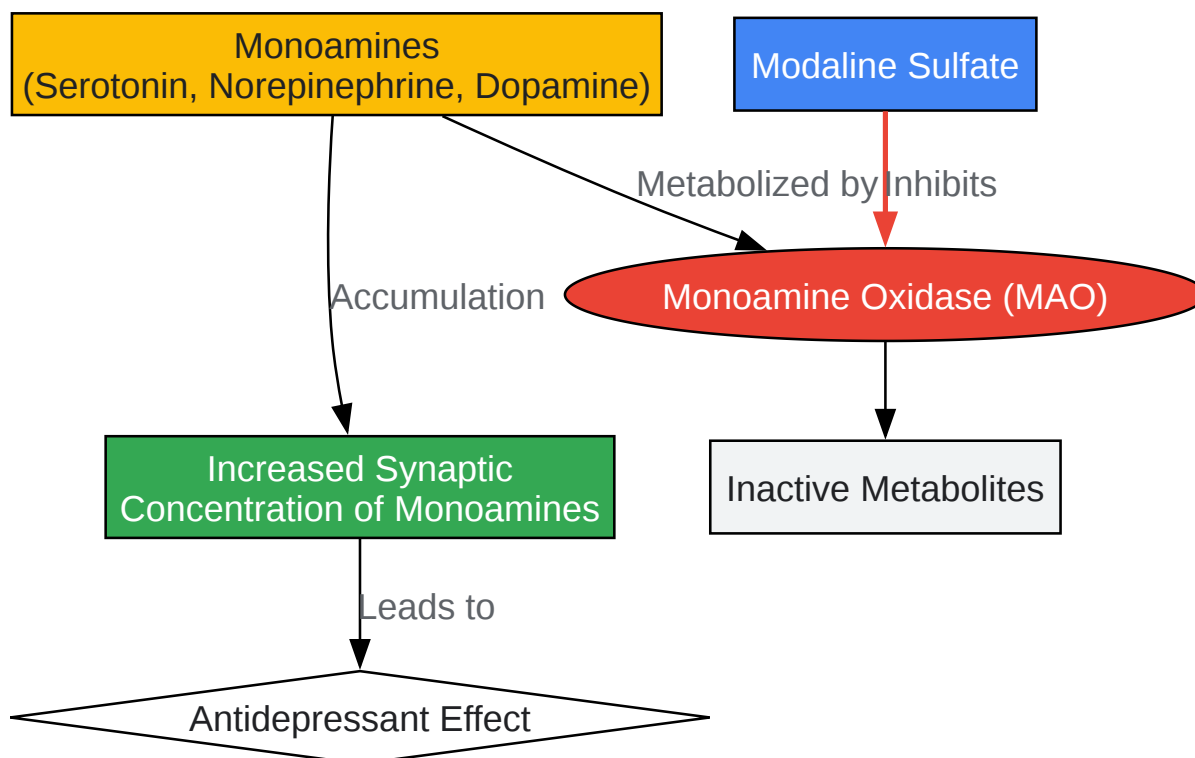 Monoamines
(Serotonin, Norepinephrine, Dopamine)
Modaline Sulfate
Metabolized by
Inhibits
Accumulation
Monoamine Oxidase (MAO)
Increased Synaptic
Concentration of Monoamines
Inactive Metabolites
Leads to
Antidepressant Effect